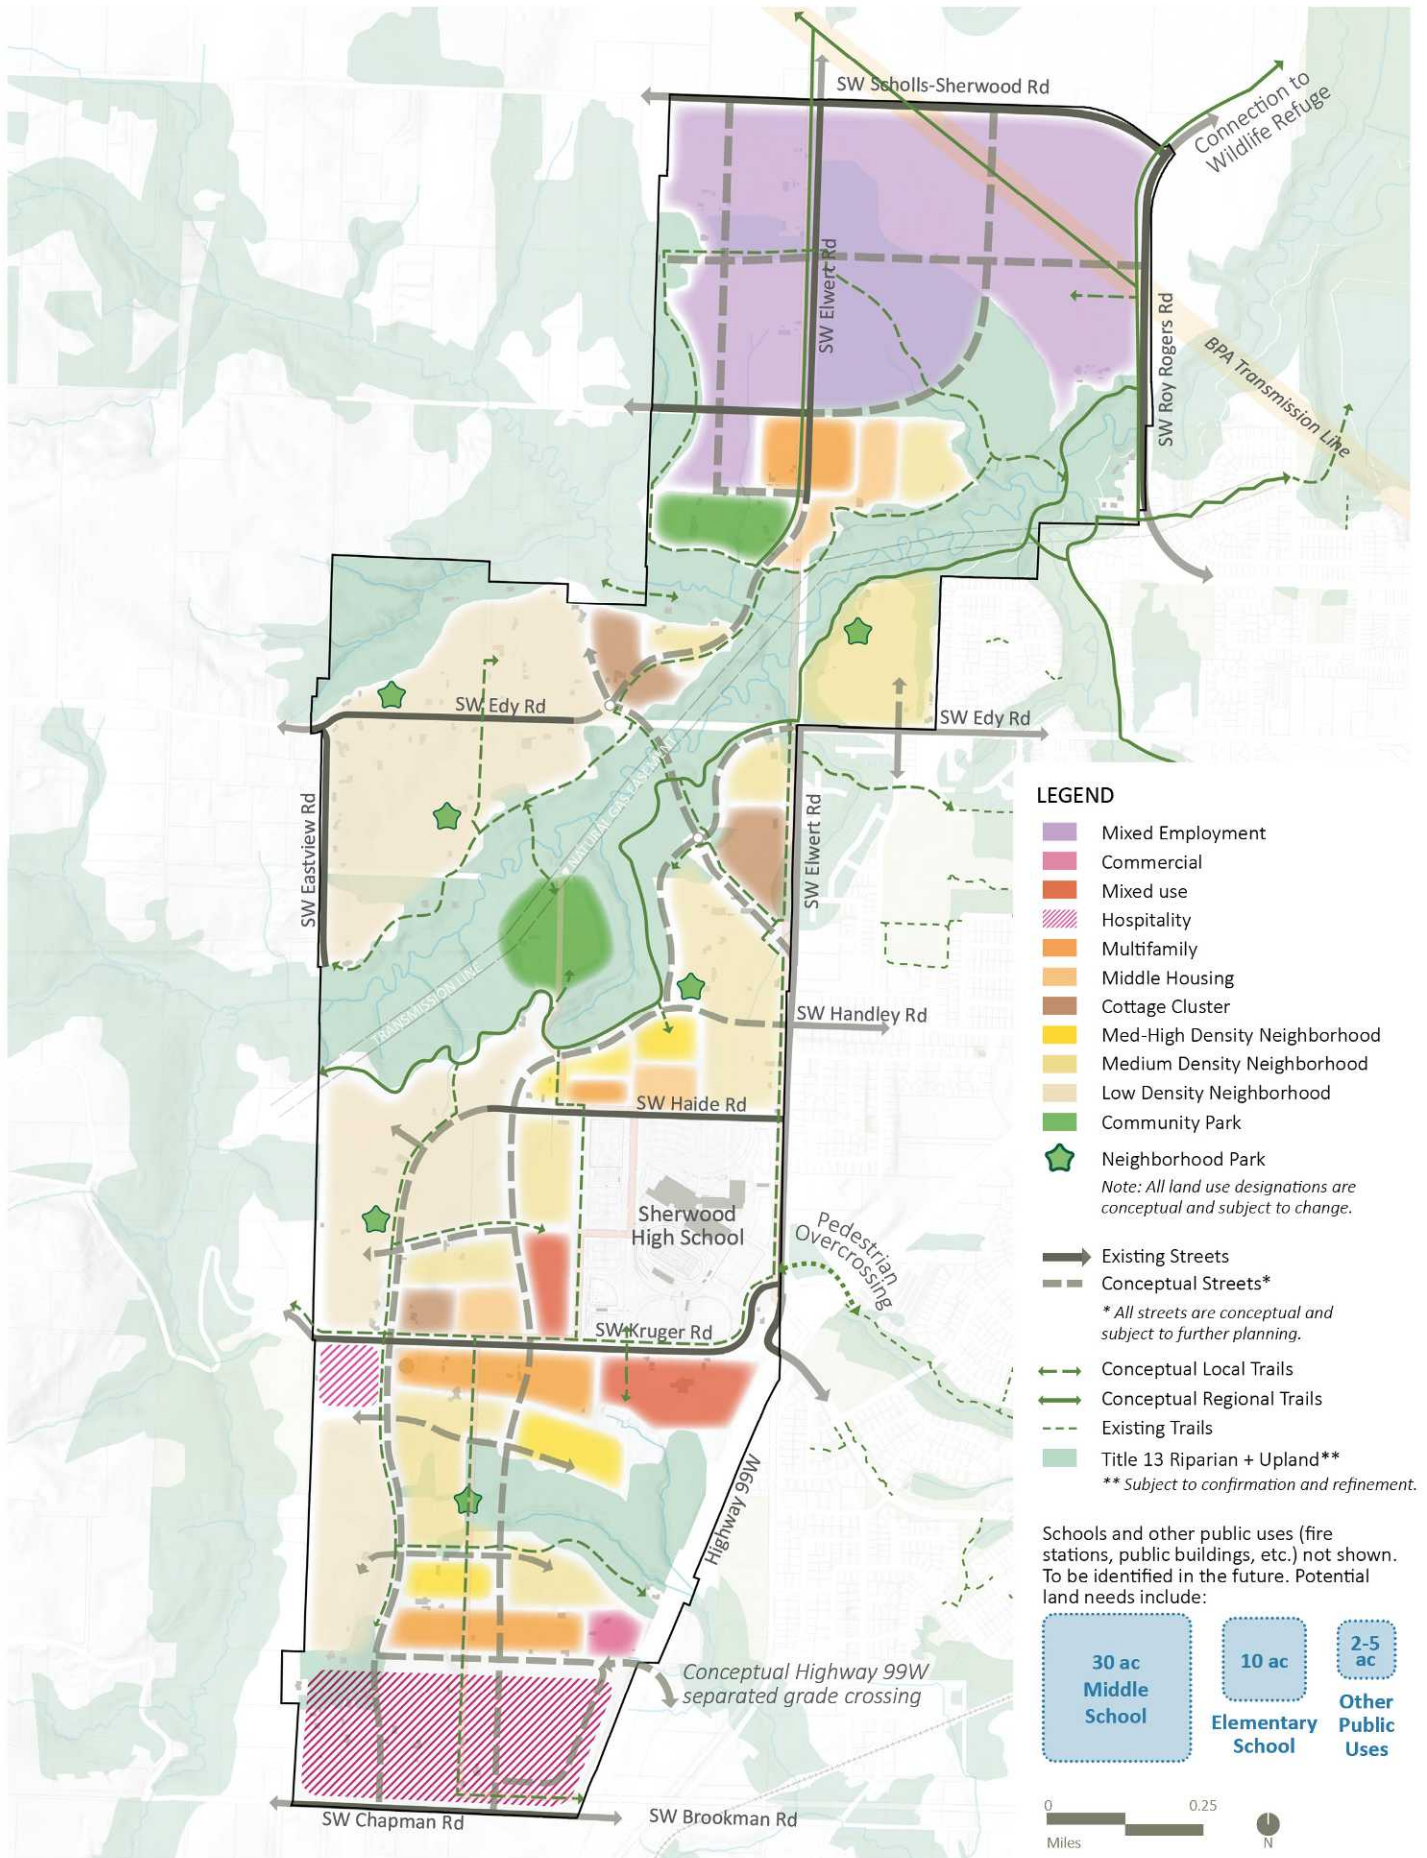 SW Scholls-Sherwood Rd
Connection to
Wildlife Refuge
SW Elwert Rd
SW Roy Rogers Rd
BPA Transmission Line
SW Edy Rd
SW Edy Rd
NATURAL GAS EASEMENT
SW Eastview Rd
SW Elwert Rd
TRANSMISSION LINE
SW Handley Rd
SW Haide Rd
Sherwood
High School
Pedestrian
Overcrossing
SW Kruger Rd
Highway 99W
Conceptual Highway 99W
separated grade crossing
SW Chapman Rd
SW Brookman Rd
LEGEND
Mixed Employment
Commercial
Mixed use
Hospitality
Multifamily
Middle Housing
Cottage Cluster
Med-High Density Neighborhood
Medium Density Neighborhood
Low Density Neighborhood
Community Park
Neighborhood Park
Note: All land use designations are
conceptual and subject to change.
Existing Streets
Conceptual Streets*
* All streets are conceptual and
subject to further planning.
Conceptual Local Trails
Conceptual Regional Trails
Existing Trails
Title 13 Riparian + Upland**
** Subject to confirmation and refinement.
Schools and other public uses (fire
stations, public buildings, etc.) not shown.
To be identified in the future. Potential
land needs include:
30 ac
Middle
School
10 ac
Elementary
School
2-5
ac
Other
Public
Uses
0 0.25
Miles
N